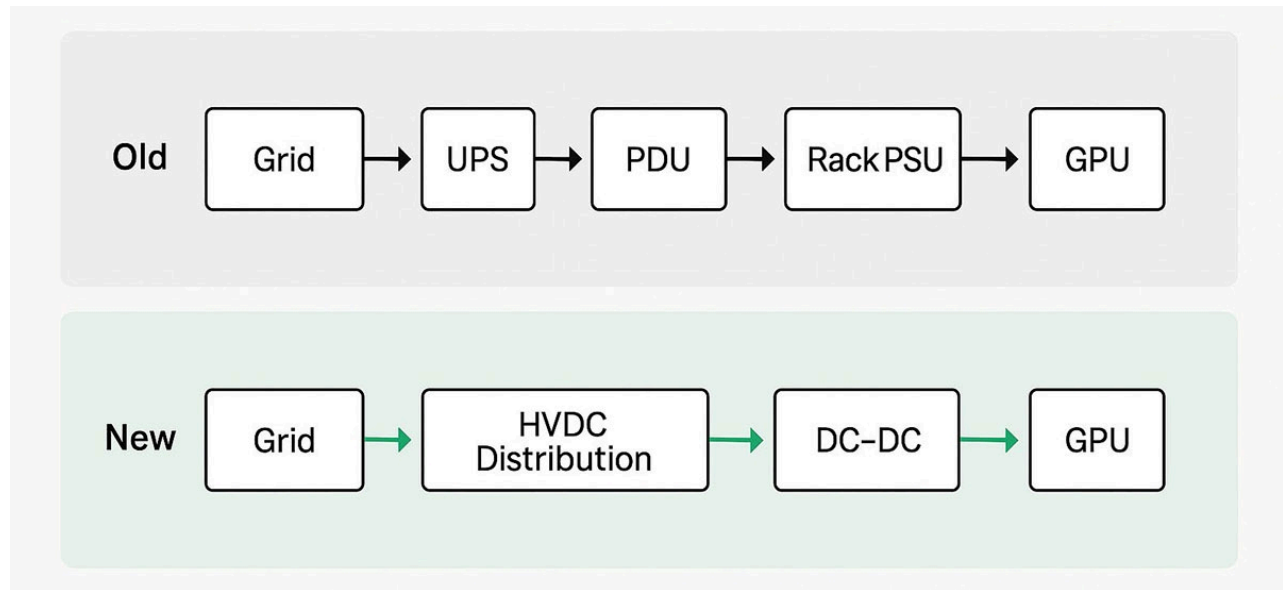 Old
Grid
UPS
PDU
Rack PSU
GPU
New
Grid
HVDC
Distribution
DC-DC
GPU